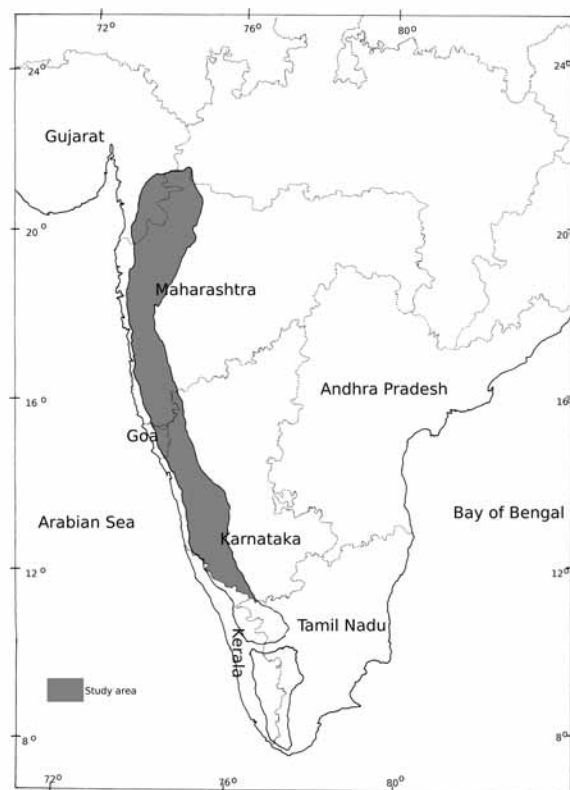 72°
76°
80°
24°
24°
Gujarat
20°
20°
Maharashtra
Andhra Pradesh
16°
16°
Goa
Arabian Sea
Bay of Bengal
Karnataka
12°
12°
Tamil Nadu
Kerala
Study area
8°
8°
72°
76°
80°